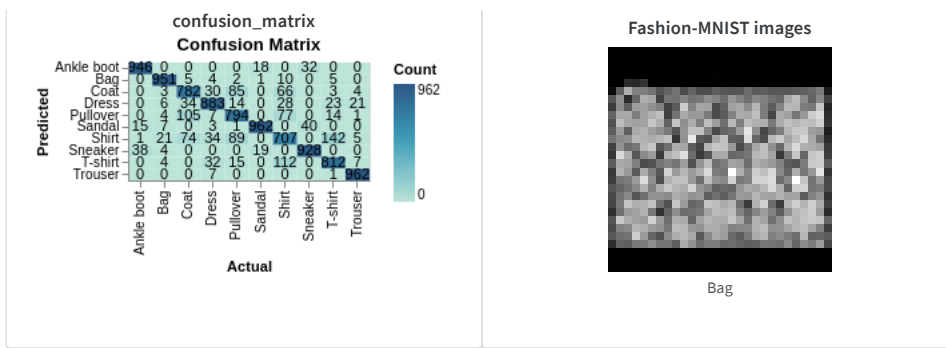 confusion_matrix
Confusion Matrix
Ankle boot 946 0 0 0 0 18 0 32 0 0
Bag 0 951 5 4 2 1 10 0 5 0
Coat 0 3 782 30 85 0 66 0 3 4
Dress 0 6 34 883 14 0 28 0 23 21
Pullover 0 4 105 7 794 0 77 0 14 1
Sandal 15 7 0 3 1 962 0 40 0 0
Shirt 1 21 74 34 89 0 707 0 142 5
Sneaker 38 4 0 0 0 19 0 928 0 0
T-shirt 0 4 0 32 15 0 112 0 812 7
Trouser 0 0 0 7 0 0 0 0 1 962
Predicted
Ankle boot
Bag
Coat
Dress
Pullover
Sandal
Shirt
Sneaker
T-shirt
Trouser
Actual
Count
962
0
Fashion-MNIST images
Bag